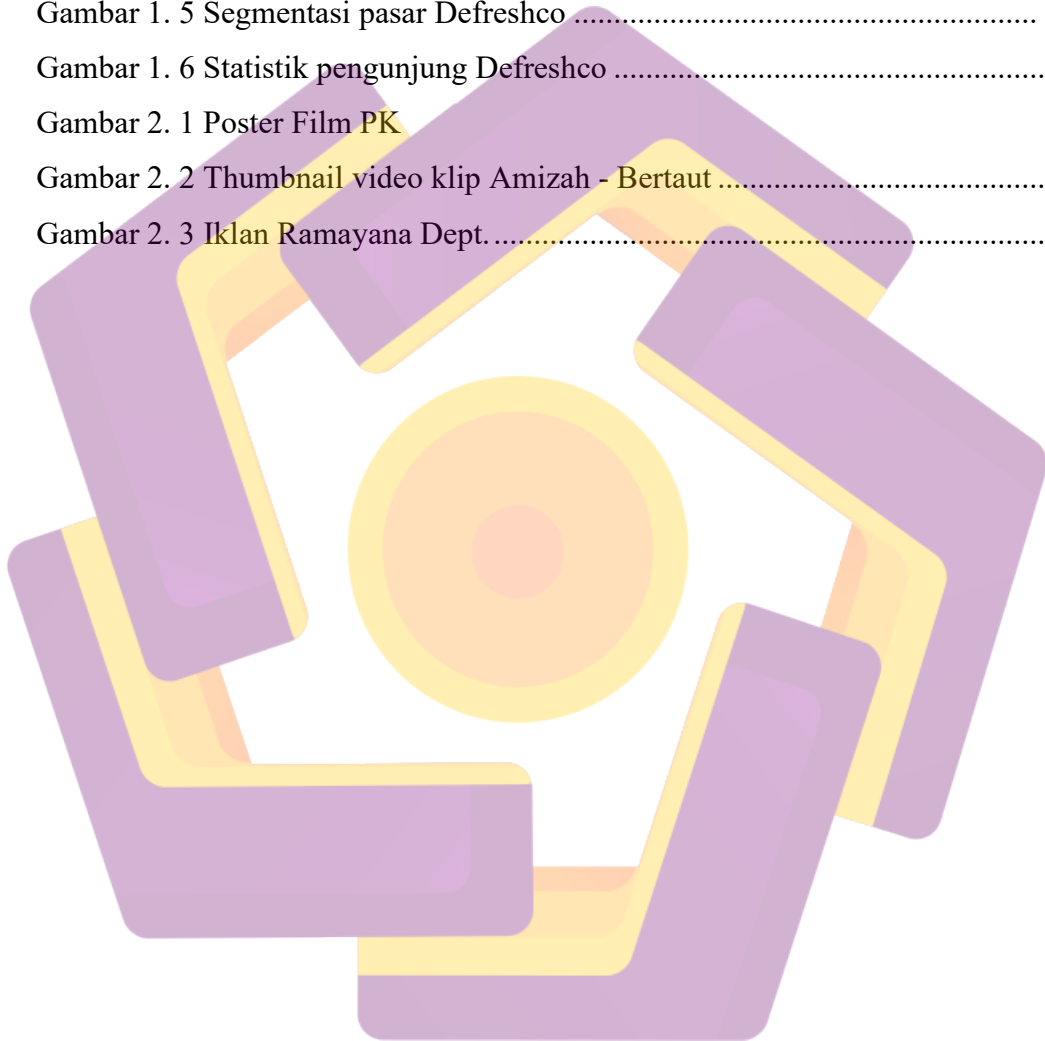 Gambar 1. 5 Segmentasi pasar Defreshco ....................................................
Gambar 1. 6 Statistik pengunjung Defreshco ................................................
Gambar 2. 1 Poster Film PK
Gambar 2. 2 Thumbnail video klip Amizah - Bertaut .....................................
Gambar 2. 3 Iklan Ramayana Dept. ..............................................................